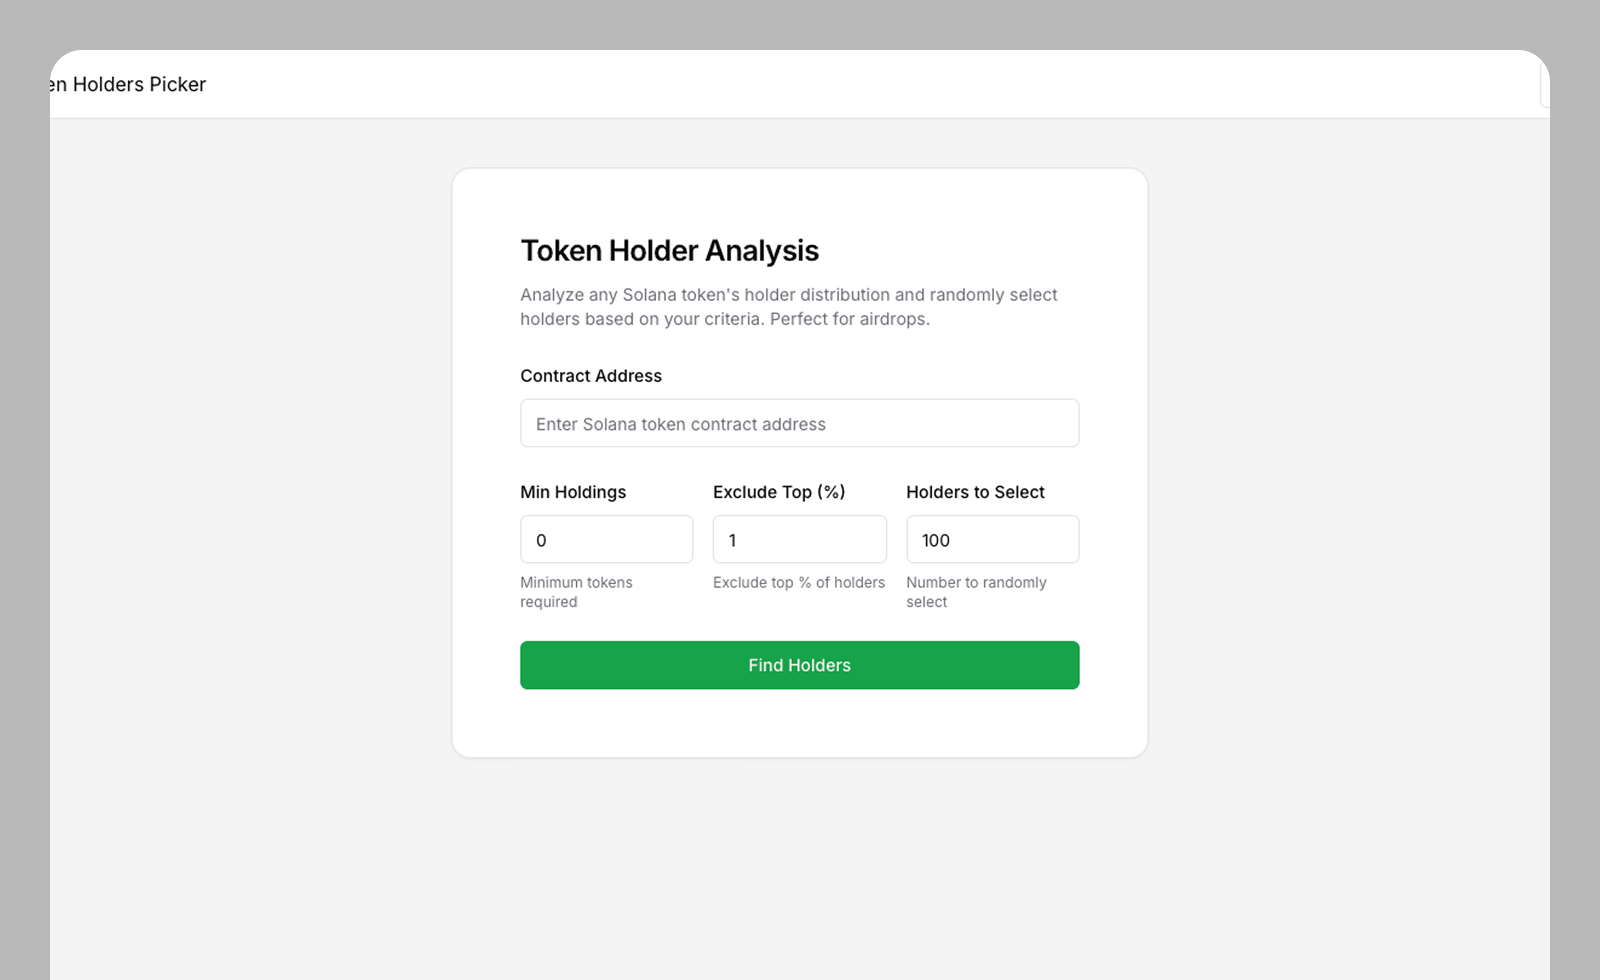 en Holders Picker
Token Holder Analysis
Analyze any Solana token's holder distribution and randomly select
holders based on your criteria. Perfect for airdrops.
Contract Address
Enter Solana token contract address
Min Holdings
0
Minimum tokens
required
Exclude Top (%)
1
Exclude top % of holders
Holders to Select
100
Number to randomly
select
Find Holders